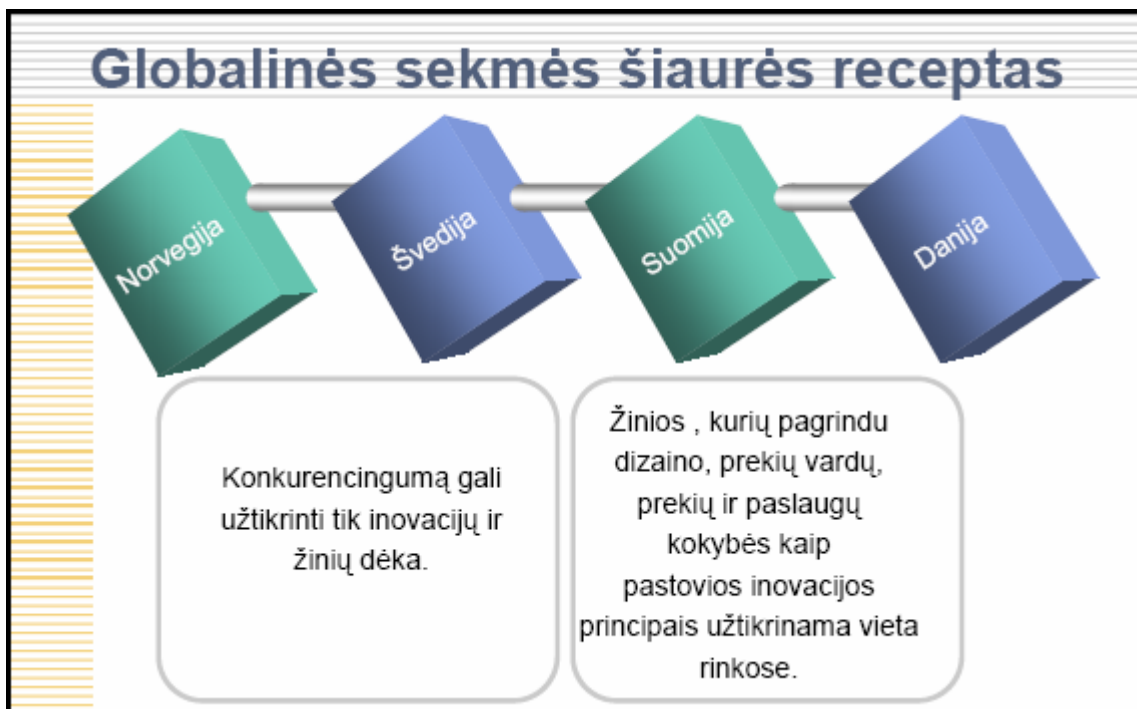 Globalinės sekmės šiaurės receptas
Norvegija
Švedija
Suomija
Danija
Konkurencingumą gali
užtikrinti tik inovacijų ir
žinių dėka.
Žinios , kurių pagrindu
dizaino, prekių vardų,
prekių ir paslaugų
kokybės kaip
pastovios inovacijos
principais užtikrinama vieta
rinkose.